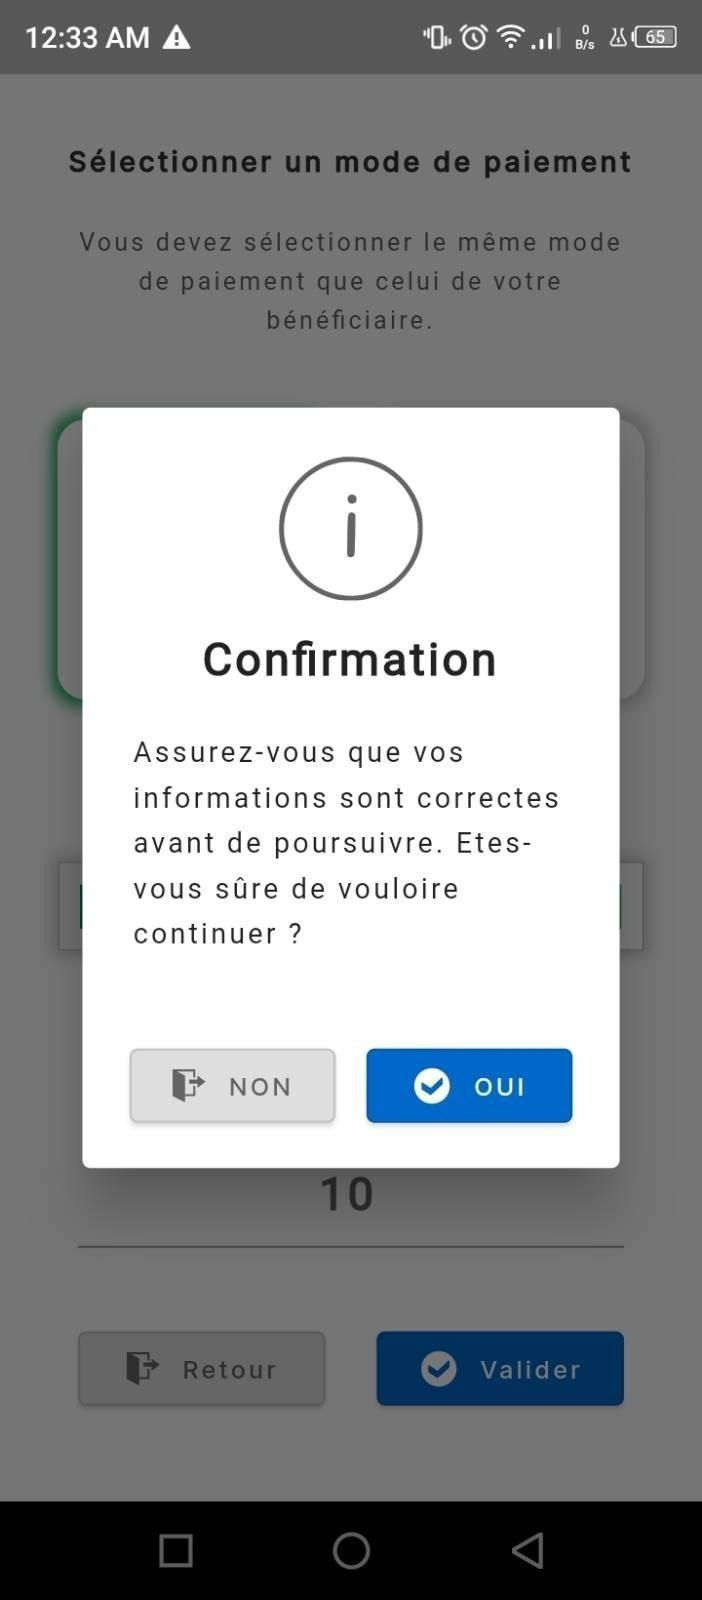 12:33 AM
0
B/s
65
Sélectionner un mode de paiement
Vous devez sélectionner le même mode
de paiement que celui de votre
bénéficiaire.
Confirmation
Assurez-vous que vos
informations sont correctes
avant de poursuivre. Etes-
vous sûre de vouloire
continuer ?
NON
OUI
10
Retour
Valider